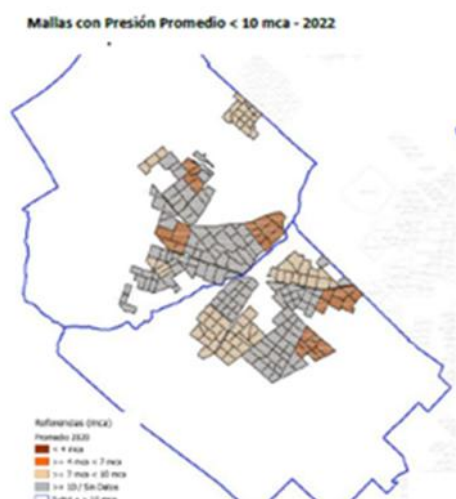 Mallas con Presión Promedio < 10 mca - 2022
Referencias (mca)
Promedio 2020
< 4 mca
>= 4 mca < 7 mca
>= 7 mca < 10 mca
>= 10 / Sin Datos